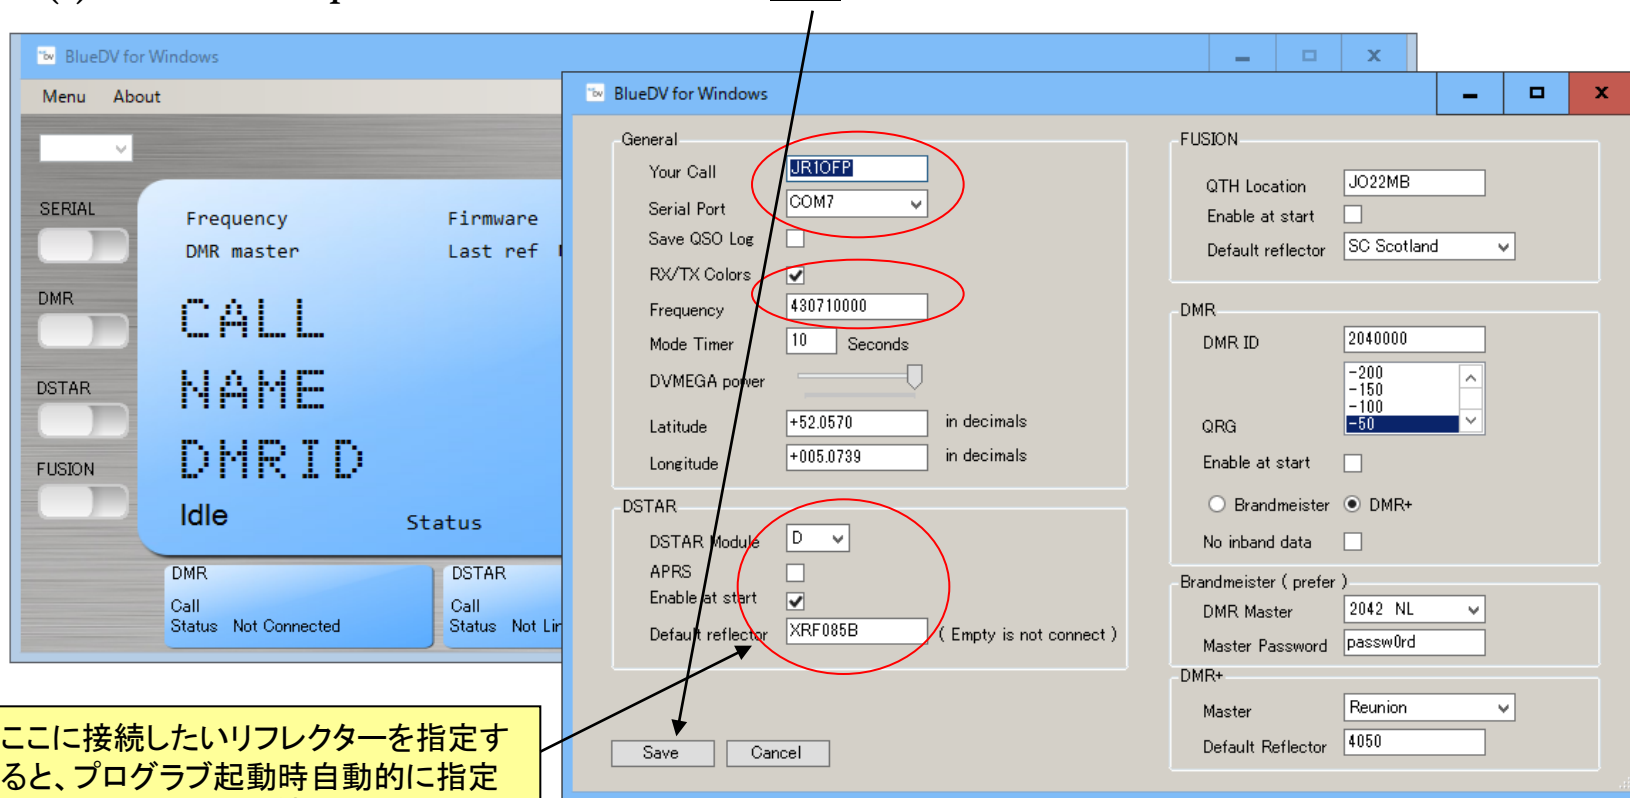 BlueDV for Windows
Menu About
SERIAL
DMR
DSTAR
FUSION
Frequency Firmware
DMR master Last ref
CALL
NAME
DMRID
Idle Status
DMR
Call
Status Not Connected
DSTAR
Call
Status Not
BlueDV for Windows
General
Your Call JR1OFP
Serial Port COM7
Save QSO Log
RX/TX Colors
Frequency 430710000
Mode Timer 10 Seconds
DVMEGA power
Latitude +52.0570 in decimals
Longitude +005.0739 in decimals
DSTAR
DSTAR Module D
APRS
Enable at start
Default reflector XRF085B ( Empty is not connect )
Save Cancel
FUSION
QTH Location JO22MB
Enable at start
Default reflector SC Scotland
DMR
DMR ID 2040000
-200
-150
-100
QRG -50
Enable at start
Brandmeister DMR+
No inband data
Brandmeister ( prefer )
DMR Master 2042 NL
Master Password passw0rd
DMR+
Master Reunion
Default Reflector 4050
ここに接続したいリフレクターを指定す
ると、プログラブ起動時自動的に指定